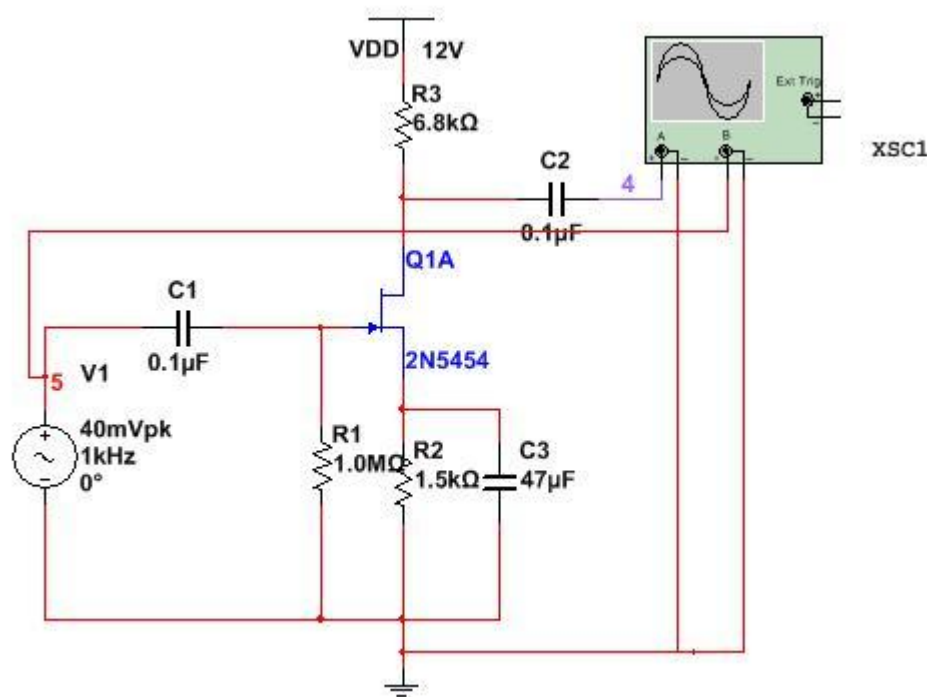 VDD 12V
R3
6.8kΩ
Ext Trig
+
-
A
B
+ -
+ -
XSC1
C2
4
0.1µF
Q1A
C1
0.1µF
2N5454
5
V1
40mVpk
1kHz
0°
R1
1.0MΩ
R2
1.5kΩ
C3
47µF